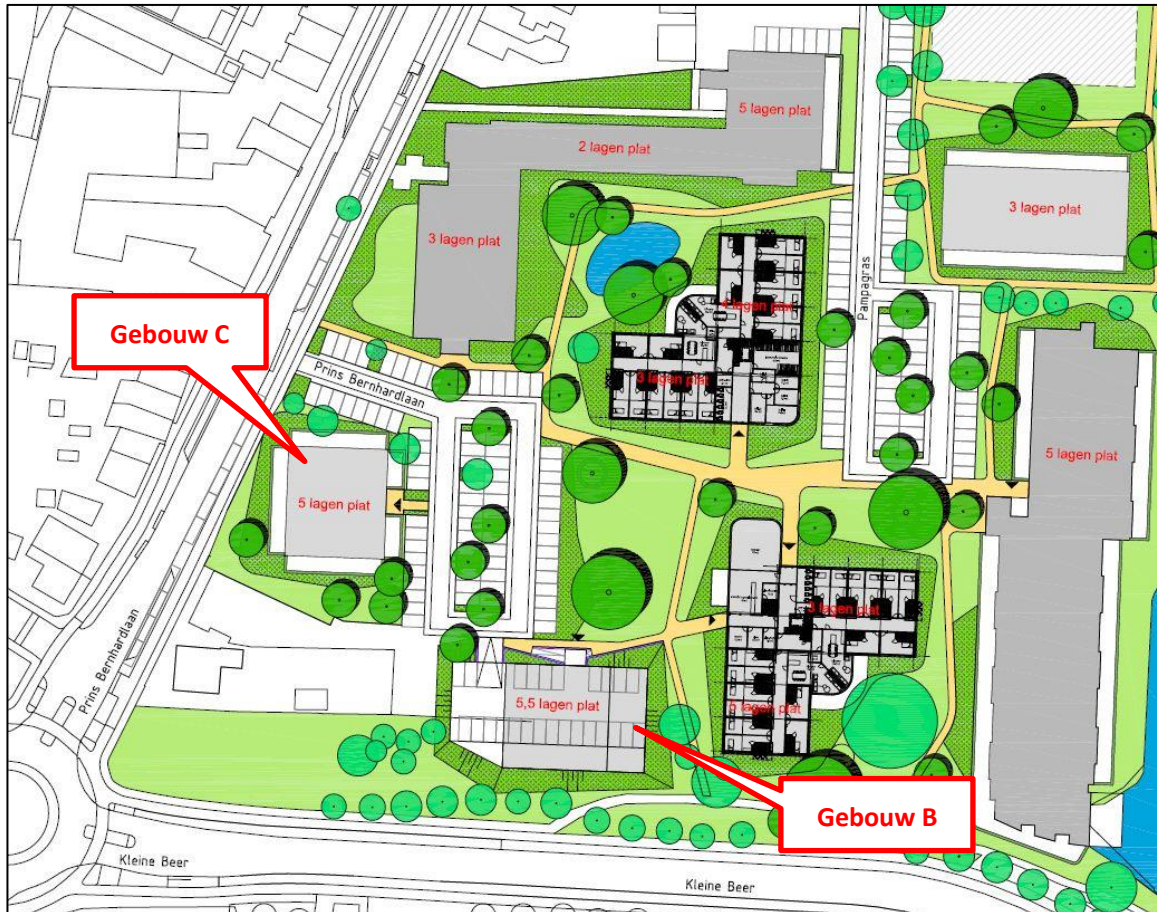 5 lagen plat
2 lagen plat
3 lagen plat
3 lagen plat
Pampagras
4 lagen plat
Gebouw C
Prins Bernhardlaan
3 lagen plat
5 lagen plat
5 lagen plat
3 lagen plat
Prins Bernhardlaan
5,5 lagen plat
5 lagen plat
Gebouw B
Kleine Beer
Kleine Beer